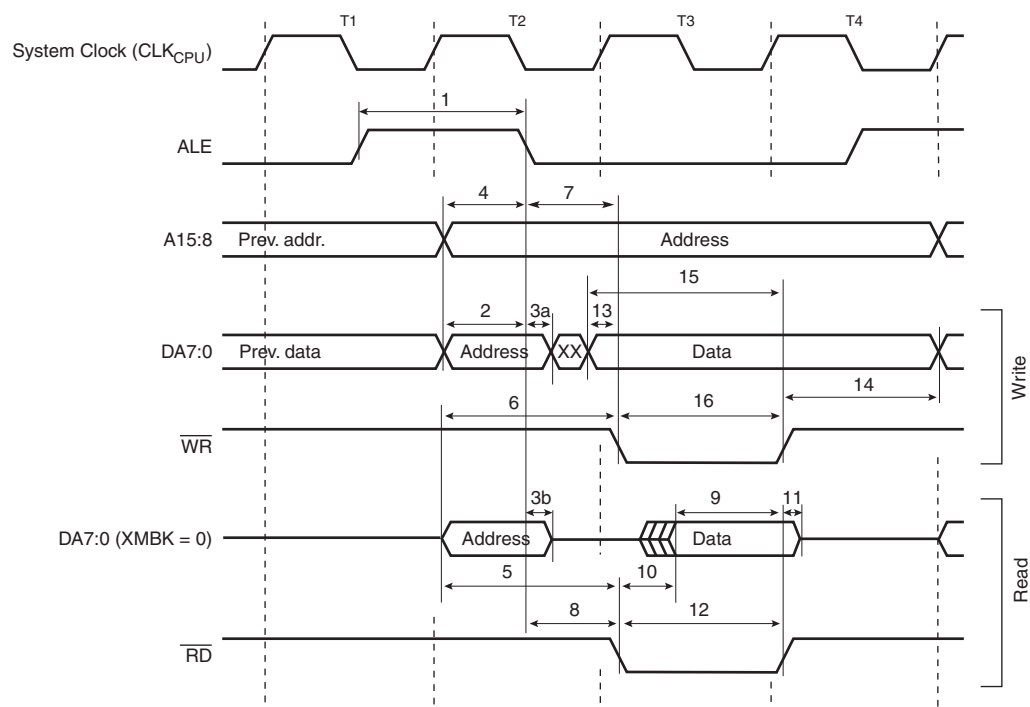 T1 T2 T3 T4
System Clock (CLKCPU)
1
ALE
4 7
A15:8 Prev. addr. Address
15
2 3a 13
DA7:0 Prev. data Address XX Data
14
6 16
WR
Write
3b 9 11
DA7:0 (XMBK = 0) Address Data
5 10
8 12
RD
Read